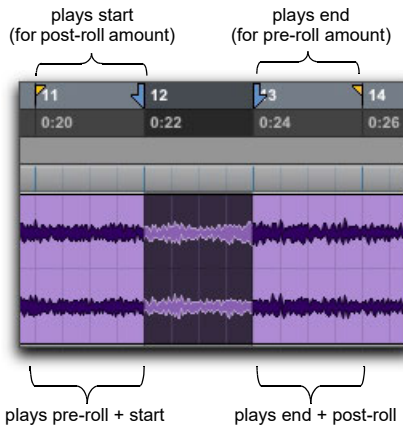 plays start
(for post-roll amount)
plays end
(for pre-roll amount)
11
12
13
14
0:20
0:22
0:24
0:26
plays pre-roll + start
plays end + post-roll